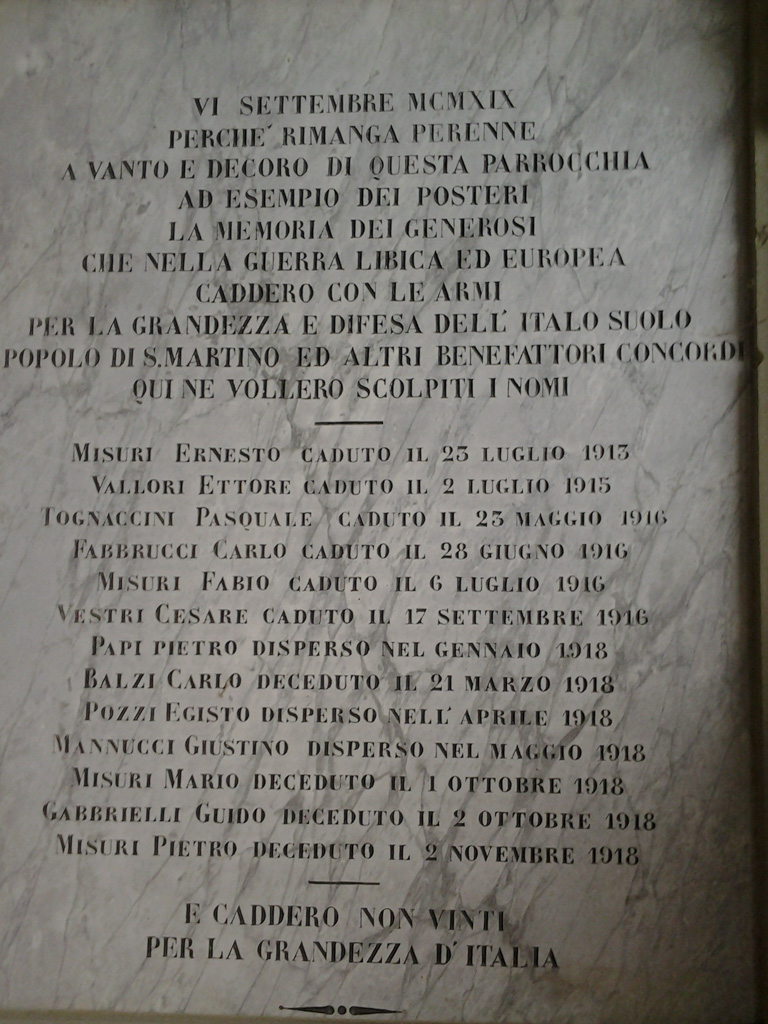 VI SETTEMBRE MCMXIX
PERCHE' RIMANGA PERENNE
A VANTO E DECORO DI QUESTA PARROCCHIA
AD ESEMPIO DEI POSTERI
LA MEMORIA DEI GENEROSI
CHE NELLA GUERRA LIBICA ED EUROPEA
CADDERO CON LE ARMI
PER LA GRANDEZZA E DIFESA DELL' ITALO SUOLO
POPOLO DI S.MARTINO ED ALTRI BENEFATTORI CONCORDI
QUI NE VOLLERO SCOLPITI I NOMI
MISURI ERNESTO CADUTO IL 23 LUGLIO 1913
VALLORI ETTORE CADUTO IL 2 LUGLIO 1915
TOGNACCINI PASQUALE CADUTO IL 23 MAGGIO 1916
FABBRUCCI CARLO CADUTO IL 28 GIUGNO 1916
MISURI FABIO CADUTO IL 6 LUGLIO 1916
VESTRI CESARE CADUTO IL 17 SETTEMBRE 1916
PAPI PIETRO DISPERSO NEL GENNAIO 1918
BALZI CARLO DECEDUTO IL 21 MARZO 1918
POZZI EGISTO DISPERSO NELL' APRILE 1918
MANNUCCI GIUSTINO DISPERSO NEL MAGGIO 1918
MISURI MARIO DECEDUTO IL 1 OTTOBRE 1918
GABBRIELLI GUIDO DECEDUTO IL 2 OTTOBRE 1918
MISURI PIETRO DECEDUTO IL 2 NOVEMBRE 1918
E CADDERO NON VINTI
PER LA GRANDEZZA D'ITALIA